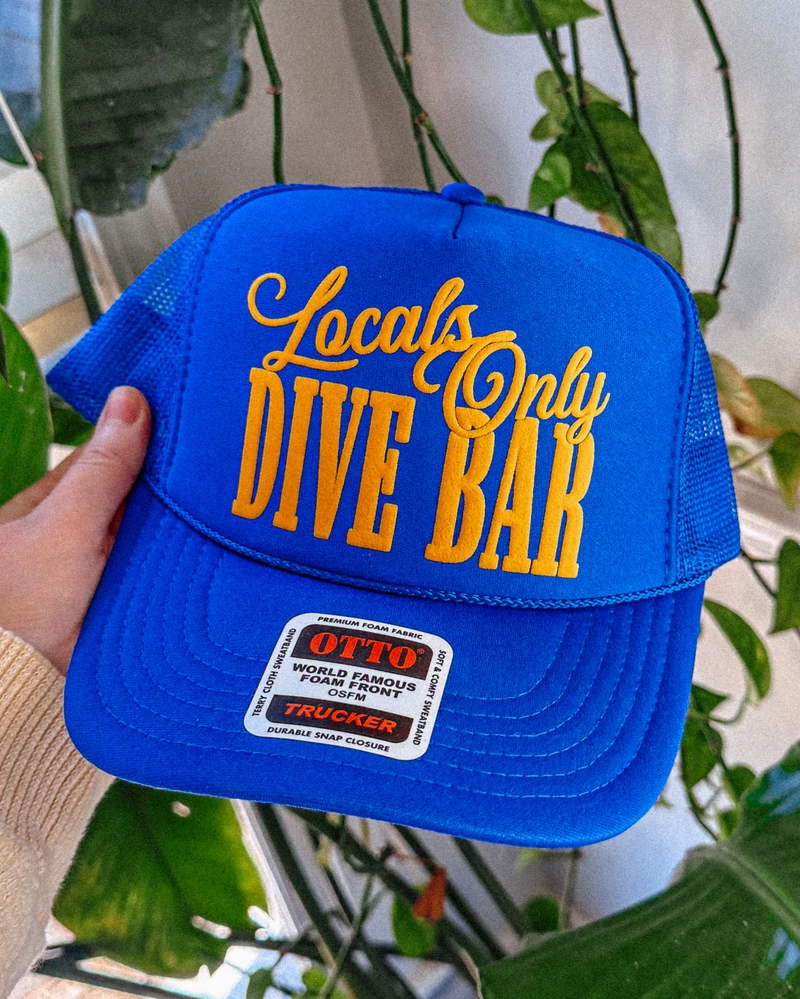 Locals Only
DIVE BAR
PREMIUM FOAM FABRIC
TERRY CLOTH SWEATBAND
OTTO®
WORLD FAMOUS
FOAM FRONT
OSFM
TRUCKER
SOFT & COMFY SWEATBAND
DURABLE SNAP CLOSURE